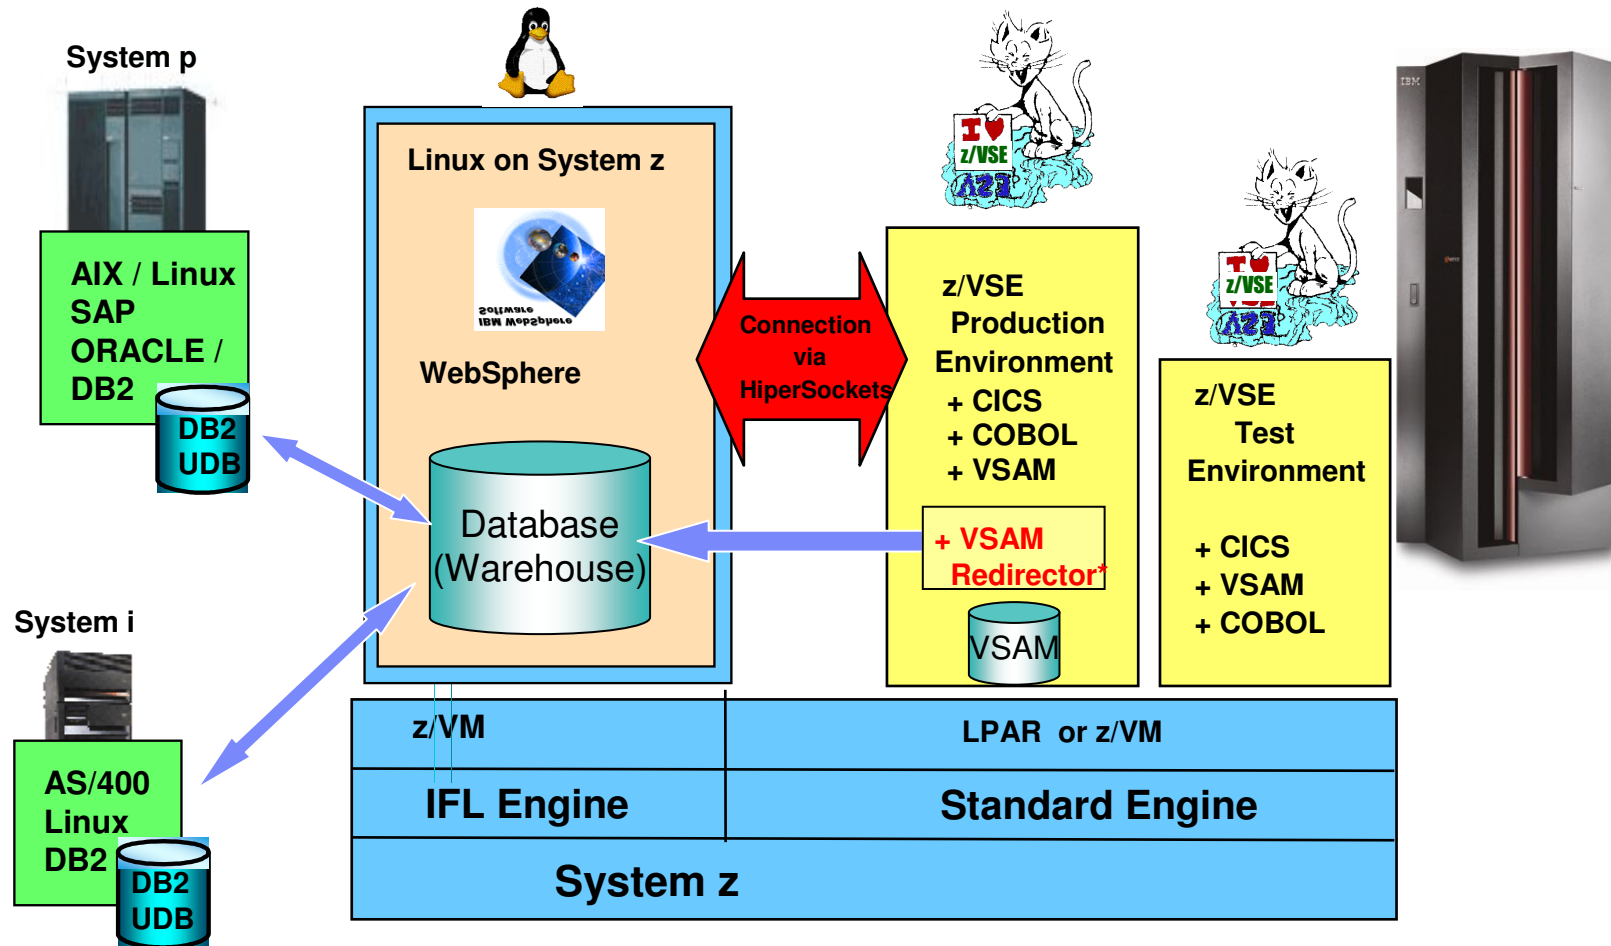 System p
AIX / Linux
SAP
ORACLE /
DB2
DB2
UDB
System i
AS/400
Linux
DB2
DB2
UDB
Linux on System z
IBM WebSphere
Software
WebSphere
Database
(Warehouse)
Connection
via
HiperSockets
I
z/VSE
VSE
z/VSE
Production
Environment
+ CICS
+ COBOL
+ VSAM
+ VSAM
Redirector*
VSAM
I
z/VSE
VSE
z/VSE
Test
Environment
+ CICS
+ VSAM
+ COBOL
IBM
z/VM
LPAR or z/VM
IFL Engine
Standard Engine
System z